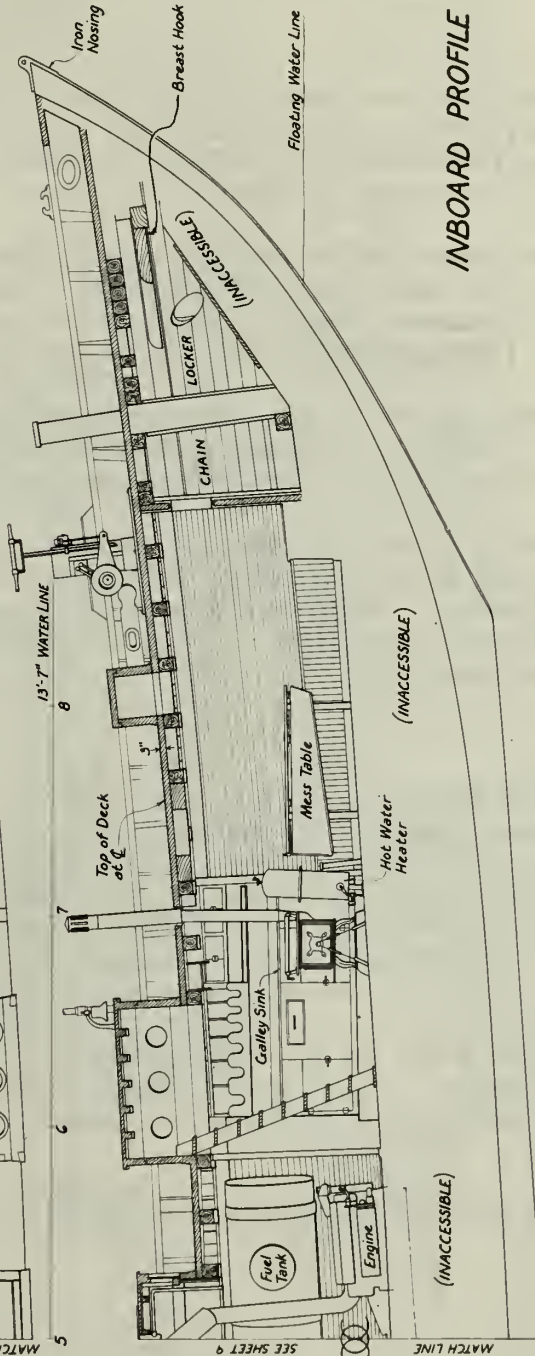 Iron
Nosing
Breast Hook
Floating Water Line
INBOARD PROFILE
(INACCESSIBLE)
LOCKER
CHAIN
13'-7" WATER LINE
8
Top of Deck
at ℄
3"
(INACCESSIBLE)
Mess Table
Hot Water
Heater
7
Galley Sink
6
Fuel
Tank
Engine
(INACCESSIBLE)
5
MATCH
SEE SHEET 9
MATCH LINE